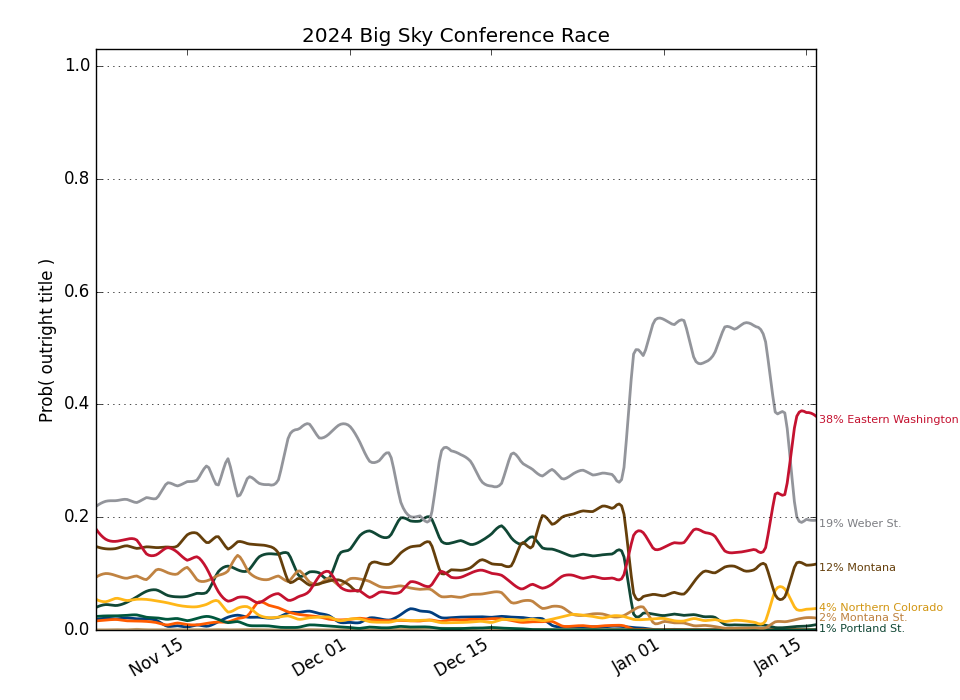 2024 Big Sky Conference Race
Prob( outright title )
1.0
0.8
0.6
0.4
0.2
0.0
38% Eastern Washington
19% Weber St.
12% Montana
4% Northern Colorado
2% Montana St.
1% Portland St.
Nov 15
Dec 01
Dec 15
Jan 01
Jan 15